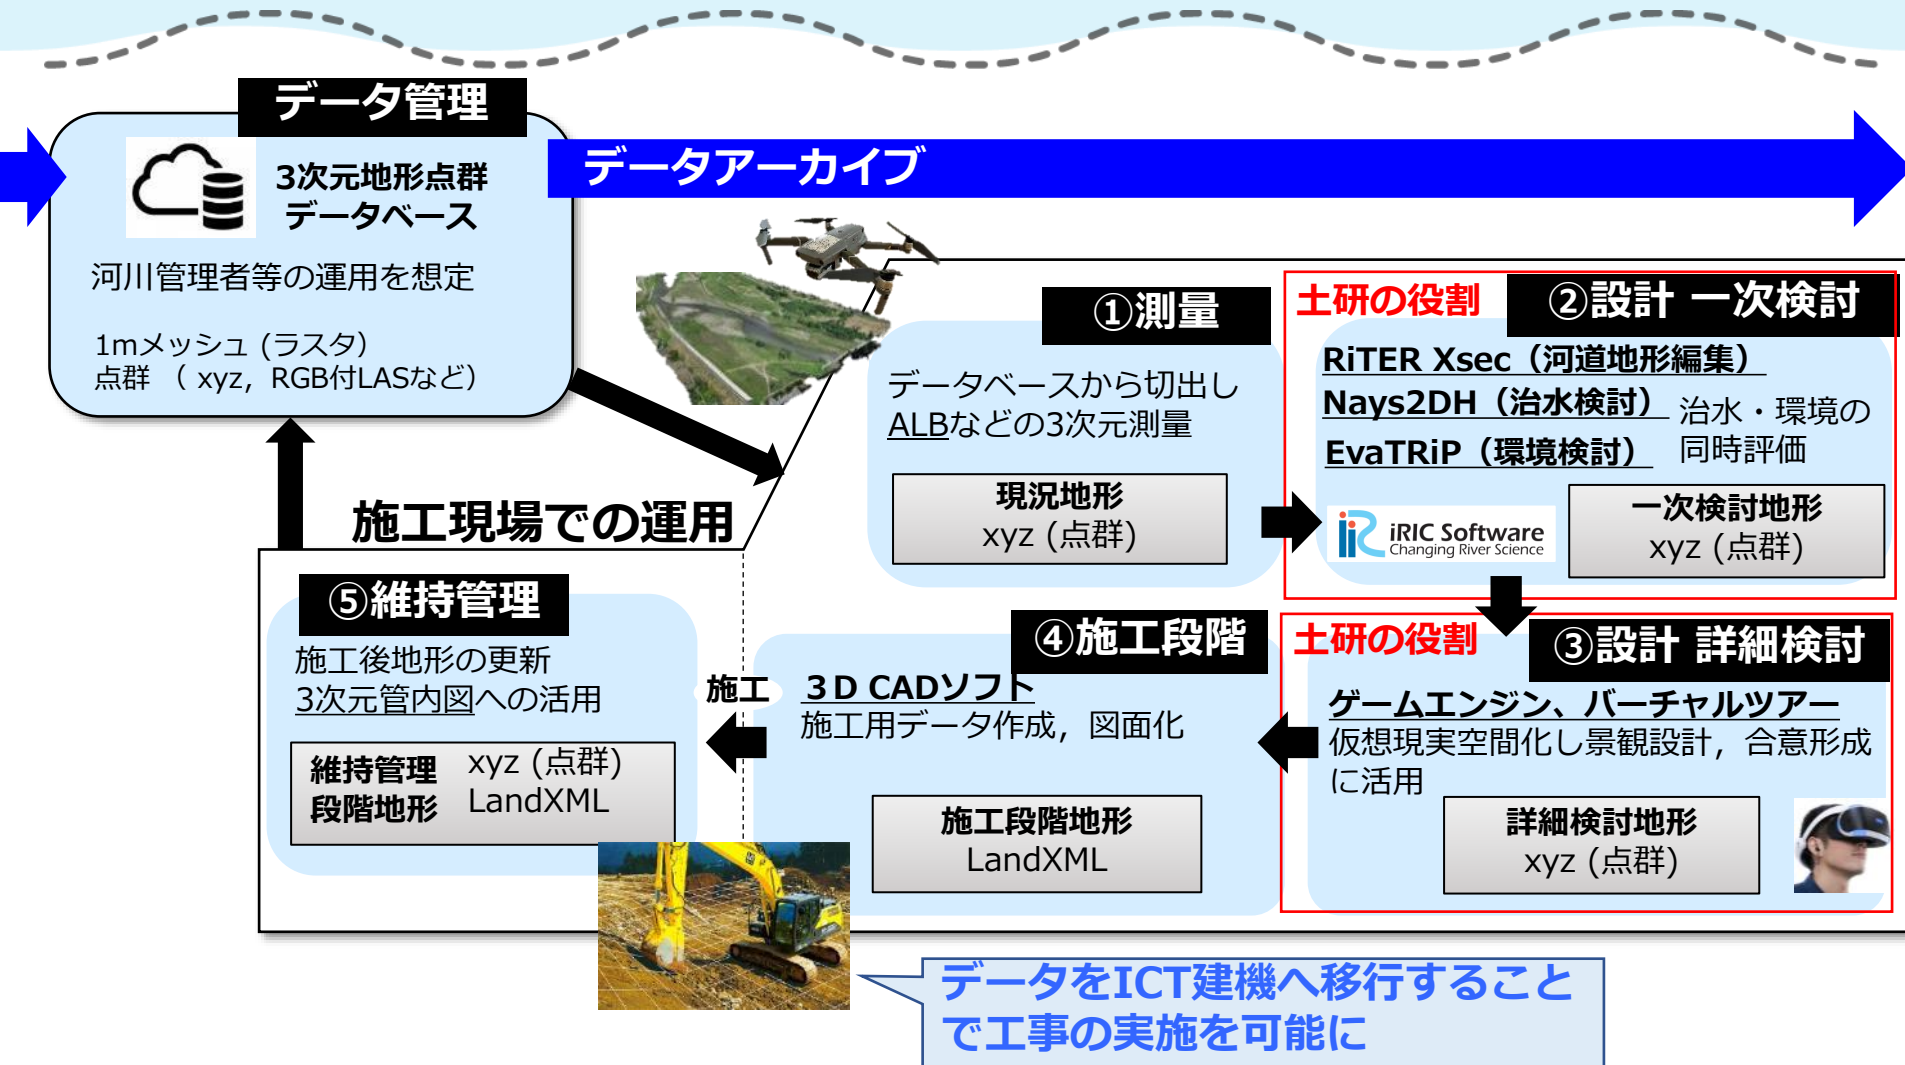 データ管理
3次元地形点群
データベース
河川管理者等の運用を想定
1mメッシュ (ラスタ)
点群 ( xyz, RGB付LASなど)
データアーカイブ
施工現場での運用
①測量
データベースから切出し
ALBなどの3次元測量
現況地形
xyz (点群)
土研の役割
②設計 一次検討
RiTER Xsec（河道地形編集）
Nays2DH（治水検討）
EvaTRiP（環境検討）
治水・環境の
同時評価
iRIC Software
Changing River Science
一次検討地形
xyz (点群)
土研の役割
③設計 詳細検討
ゲームエンジン、バーチャルツアー
仮想現実空間化し景観設計，合意形成
に活用
詳細検討地形
xyz (点群)
④施工段階
３D CADソフト
施工用データ作成，図面化
施工段階地形
LandXML
施工
⑤維持管理
施工後地形の更新
3次元管内図への活用
維持管理
段階地形
xyz (点群)
LandXML
データをICT建機へ移行すること
で工事の実施を可能に